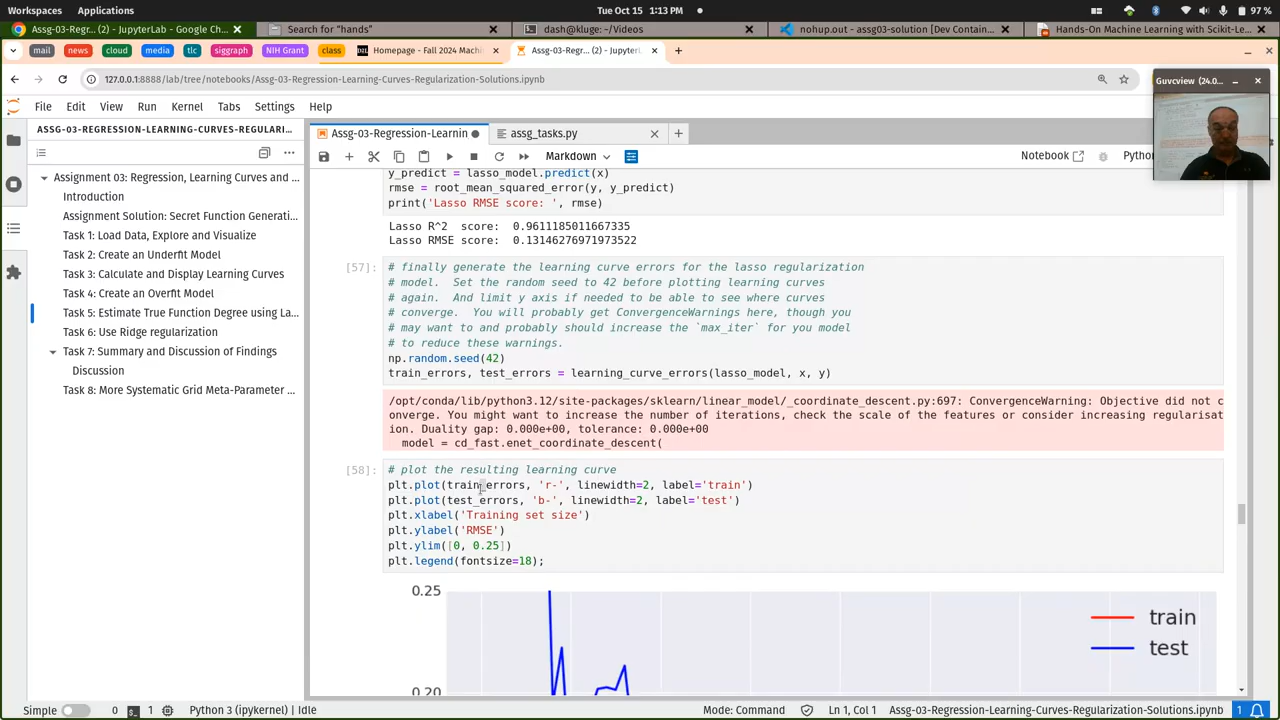 Workspaces Applications Tue Oct 15 1:13 PM 97 %
Assg-03-Regr... (2) - JupyterLab - Google Chr... Search for “hands” dash@kluge: ~/Videos nohup.out - assg03-solution [Dev Contain... Hands-On Machine Learning with Scikit-Le...
mail news cloud media tlc siggraph NIH Grant class Homepage - Fall 2024 Machi Assg-03-Regr... (2) - JupyterL
127.0.0.1:8888/lab/tree/notebooks/Assg-03-Regression-Learning-Curves-Regularization-Solutions.ipynb
Guvcview (24.0...
File Edit View Run Kernel Tabs Settings Help
ASSG-03-REGRESSION-LEARNING-CURVES-REGULARI...
Assg-03-Regression-Learnin assg_tasks.py
Markdown Notebook Python
Assignment 03: Regression, Learning Curves and ...
Introduction
Assignment Solution: Secret Function Generati...
Task 1: Load Data, Explore and Visualize
Task 2: Create an Underfit Model
Task 3: Calculate and Display Learning Curves
Task 4: Create an Overfit Model
Task 5: Estimate True Function Degree using La...
Task 6: Use Ridge regularization
Task 7: Summary and Discussion of Findings
Discussion
Task 8: More Systematic Grid Meta-Parameter ...
y_predict = lasso_model.predict(x)
rmse = root_mean_squared_error(y, y_predict)
print('Lasso RMSE score: ', rmse)
Lasso R^2  score:  0.9611185011667335
Lasso RMSE score:  0.13146276971973522
[57]:
# finally generate the learning curve errors for the lasso regularization
# model.  Set the random seed to 42 before plotting learning curves
# again.  And limit y axis if needed to be able to see where curves
# converge.  You will probably get ConvergenceWarnings here, though you
# may want to and probably should increase the `max_iter` for you model
# to reduce these warnings.
np.random.seed(42)
train_errors, test_errors = learning_curve_errors(lasso_model, x, y)
/opt/conda/lib/python3.12/site-packages/sklearn/linear_model/_coordinate_descent.py:697: ConvergenceWarning: Objective did not c
onverge. You might want to increase the number of iterations, check the scale of the features or consider increasing regularisat
ion. Duality gap: 0.000e+00, tolerance: 0.000e+00
model = cd_fast.enet_coordinate_descent(
[58]:
# plot the resulting learning curve
plt.plot(train_errors, 'r-', linewidth=2, label='train')
plt.plot(test_errors, 'b-', linewidth=2, label='test')
plt.xlabel('Training set size')
plt.ylabel('RMSE')
plt.ylim([0, 0.25])
plt.legend(fontsize=18);
0.25
train
test
0.20
Simple 0 1 Python 3 (ipykernel) | Idle Mode: Command Ln 1, Col 1 Assg-03-Regression-Learning-Curves-Regularization-Solutions.ipynb 1